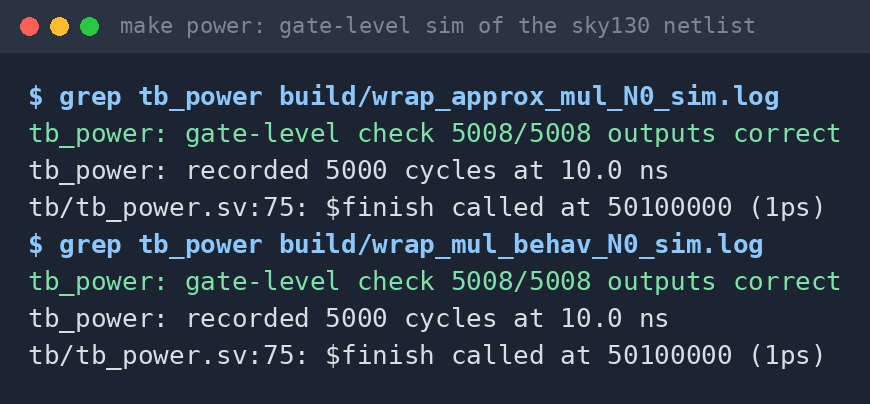 make power: gate-level sim of the sky130 netlist
$ grep tb_power build/wrap_approx_mul_N0_sim.log
tb_power: gate-level check 5008/5008 outputs correct
tb_power: recorded 5000 cycles at 10.0 ns
tb/tb_power.sv:75: $finish called at 50100000 (1ps)
$ grep tb_power build/wrap_mul_behav_N0_sim.log
tb_power: gate-level check 5008/5008 outputs correct
tb_power: recorded 5000 cycles at 10.0 ns
tb/tb_power.sv:75: $finish called at 50100000 (1ps)